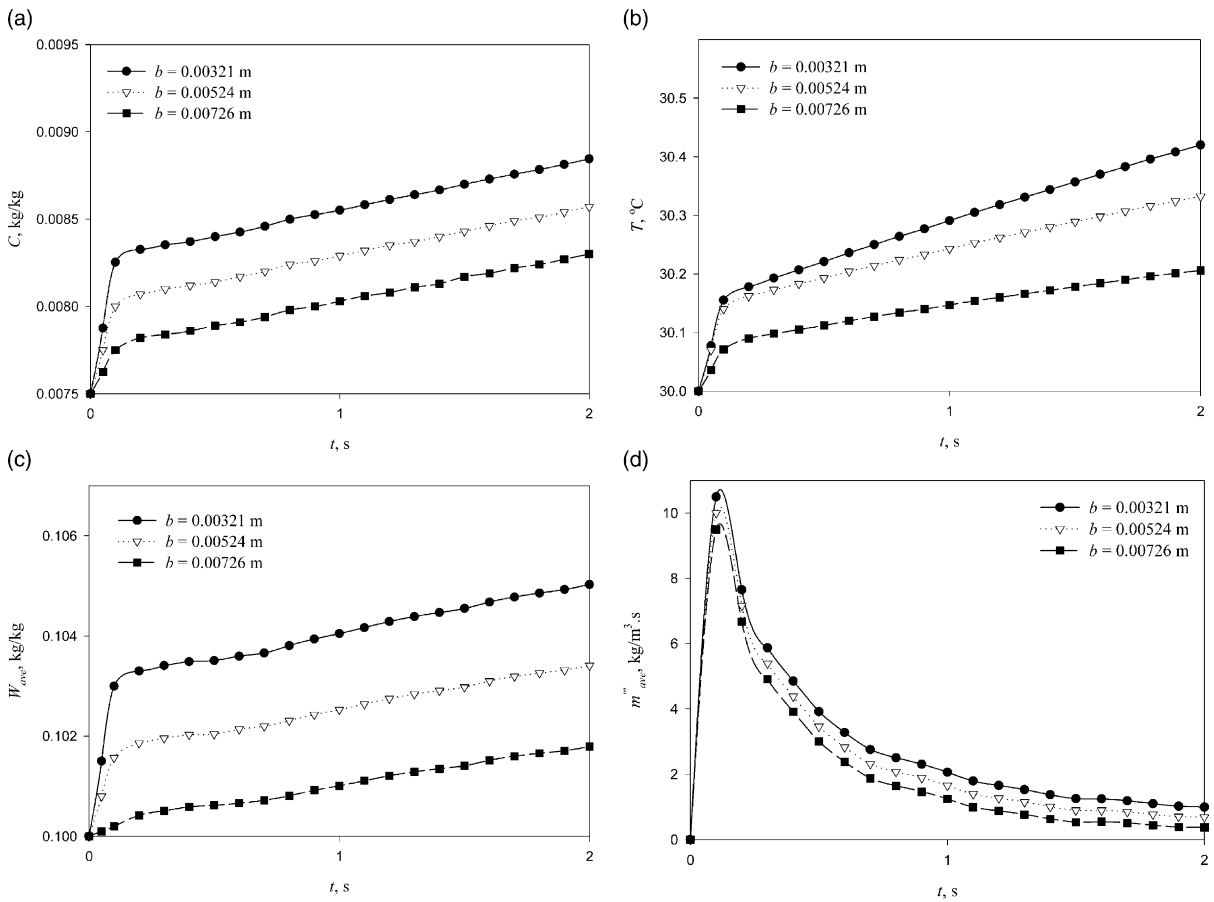 (a)
0.0095
0.0090
0.0085
0.0080
0.0075
C, kg/kg
b = 0.00321 m
b = 0.00524 m
b = 0.00726 m
0 1 2
t, s
(b)
30.5
30.4
30.3
30.2
30.1
30.0
T, °C
b = 0.00321 m
b = 0.00524 m
b = 0.00726 m
0 1 2
t, s
(c)
0.106
0.104
0.102
0.100
Wave, kg/kg
b = 0.00321 m
b = 0.00524 m
b = 0.00726 m
0 1 2
t, s
(d)
10
8
6
4
2
0
m'''ave, kg/m³.s
b = 0.00321 m
b = 0.00524 m
b = 0.00726 m
0 1 2
t, s